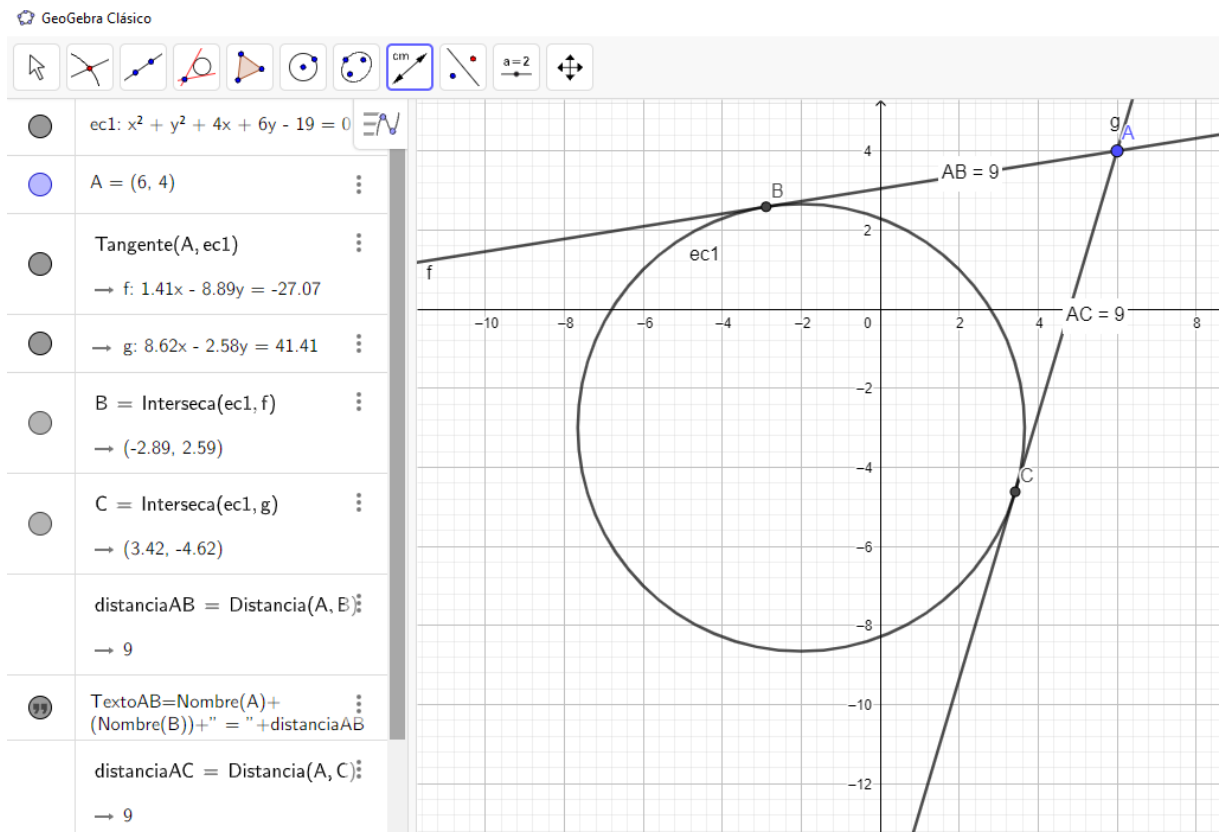 GeoGebra Clásico
cm
a=2
ec1: x² + y² + 4x + 6y - 19 = 0
A = (6, 4)
Tangente(A, ec1)
→ f: 1.41x - 8.89y = -27.07
→ g: 8.62x - 2.58y = 41.41
B = Interseca(ec1, f)
→ (-2.89, 2.59)
C = Interseca(ec1, g)
→ (3.42, -4.62)
distanciaAB = Distancia(A, B)
→ 9
TextoAB=Nombre(A)+
(Nombre(B))+" = "+distanciaAB
distanciaAC = Distancia(A, C)
→ 9
g
A
4
AB = 9
B
2
ec1
f
−10
−8
−6
−4
−2
0
2
4
AC = 9
8
−2
−4
C
−6
−8
−10
−12